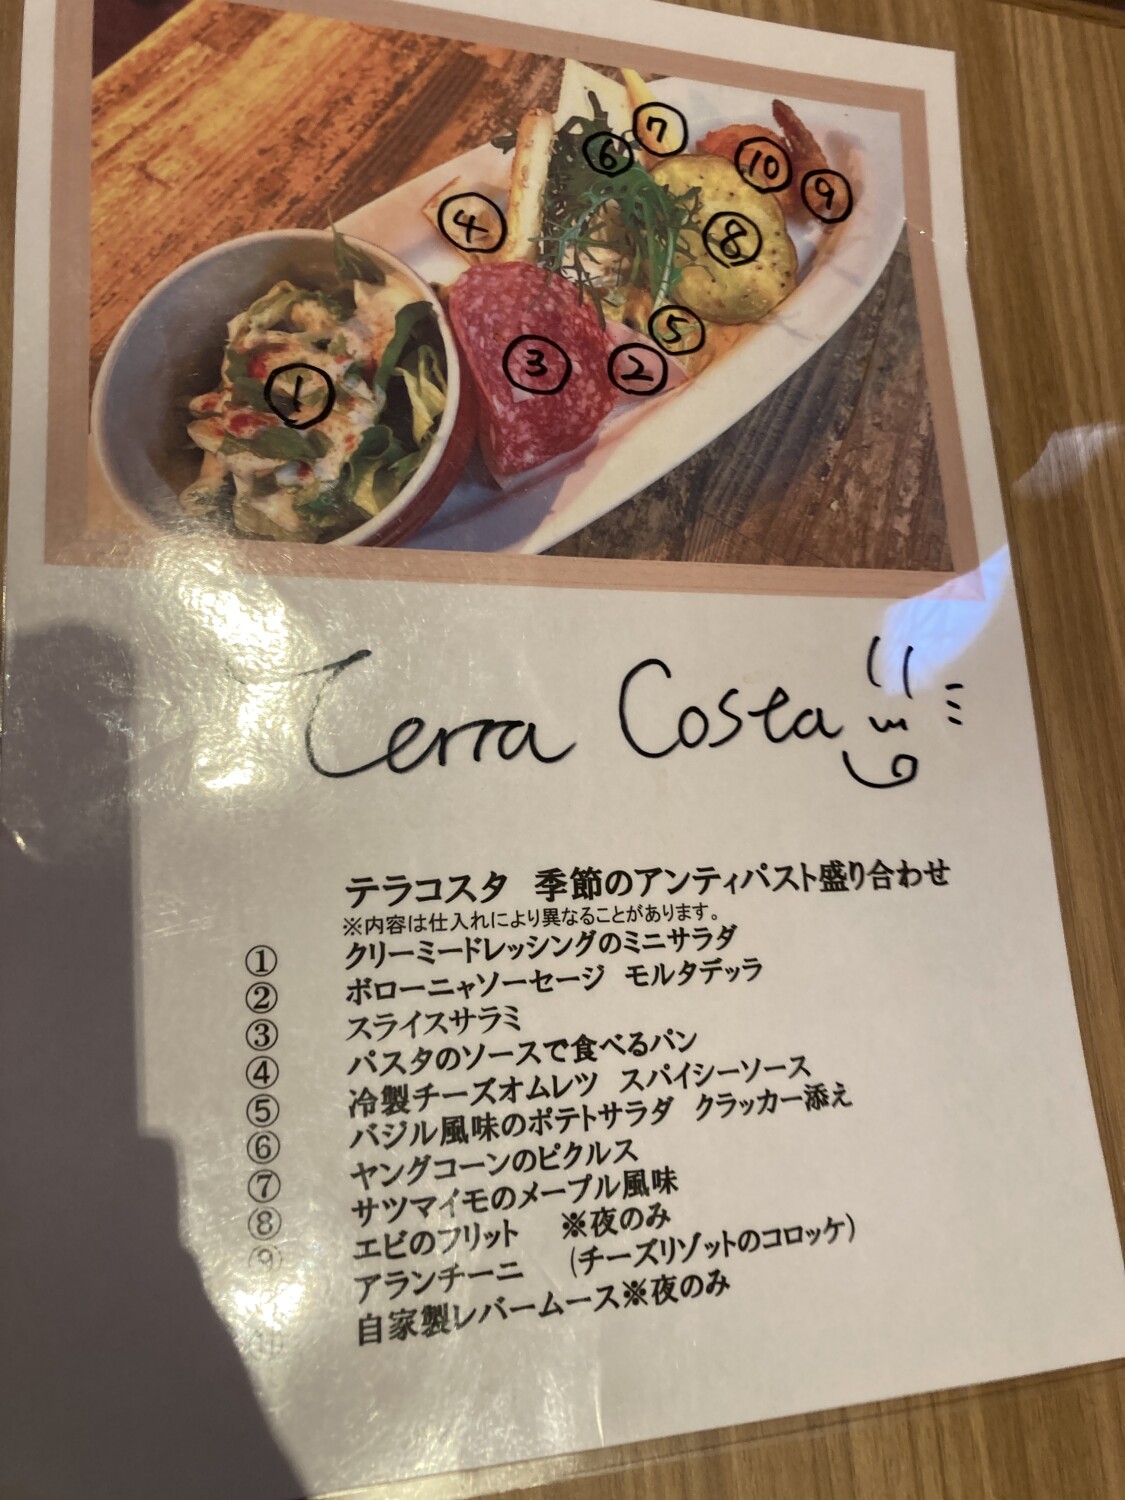 ⑦
⑥
⑩
⑨
④
⑧
⑤
③
②
①
Terra Costa
テラコスタ 季節のアンティパスト盛り合わせ
※内容は仕入れにより異なることがあります。
① クリーミードレッシングのミニサラダ
② ボローニャソーセージ モルタデッラ
③ スライスサラミ
④ パスタのソースで食べるパン
⑤ 冷製チーズオムレツ スパイシーソース
⑥ バジル風味のポテトサラダ クラッカー添え
⑦ ヤングコーンのピクルス
⑧ サツマイモのメープル風味
⑨ エビのフリット ※夜のみ
アランチーニ (チーズリゾットのコロッケ)
自家製レバームース※夜のみ